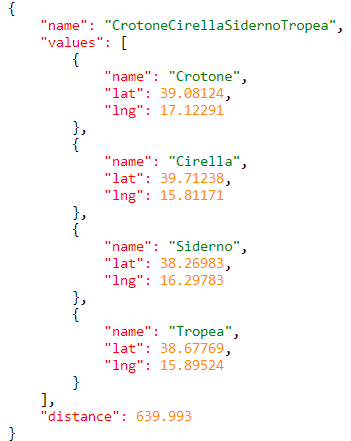 {
    "name": "CrotoneCirellaSidernoTropea",
    "values": [
        {
            "name": "Crotone",
            "lat": 39.08124,
            "lng": 17.12291
        },
        {
            "name": "Cirella",
            "lat": 39.71238,
            "lng": 15.81171
        },
        {
            "name": "Siderno",
            "lat": 38.26983,
            "lng": 16.29783
        },
        {
            "name": "Tropea",
            "lat": 38.67769,
            "lng": 15.89524
        }
    ],
    "distance": 639.993
}